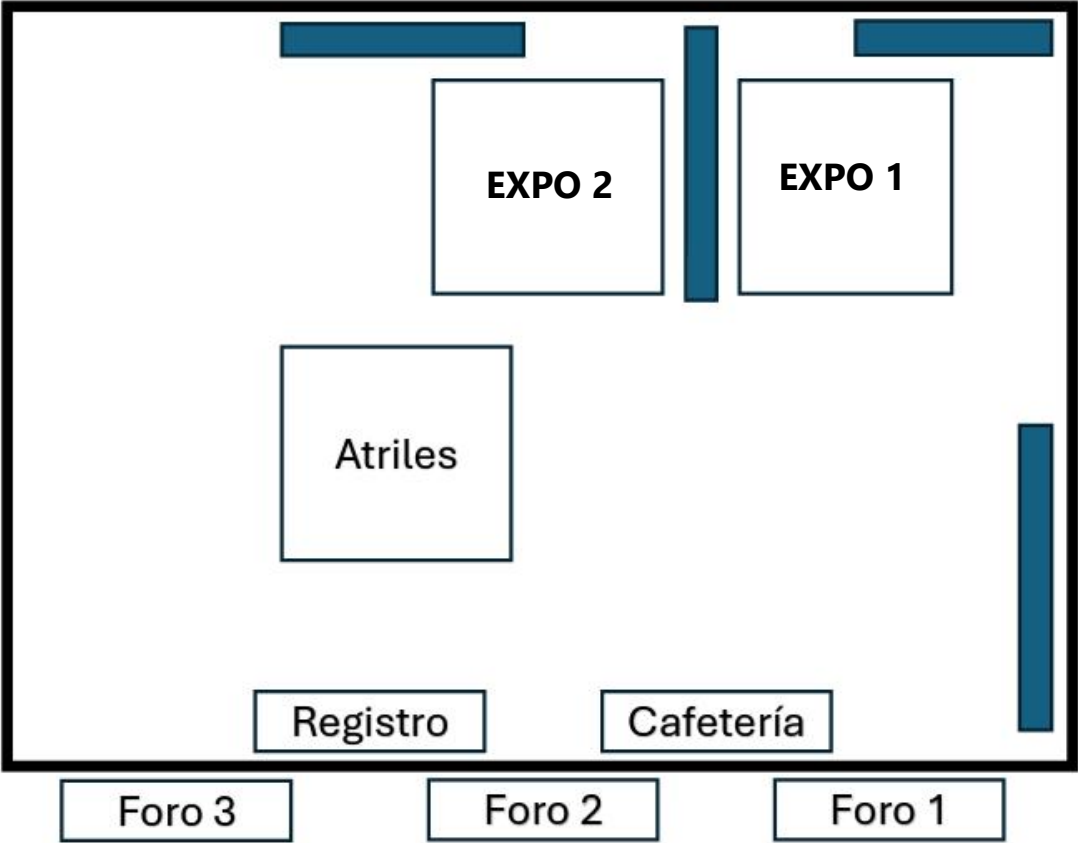 EXPO 2
EXPO 1
Atriles
Registro
Cafetería
Foro 3
Foro 2
Foro 1